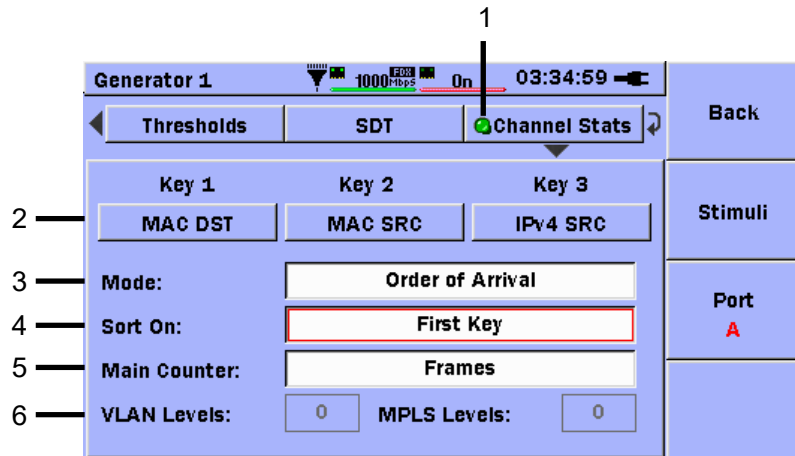 1
Generator 1 1000 FDX Mbps On 03:34:59
Back
Thresholds SDT Channel Stats
Key 1 Key 2 Key 3
2 MAC DST MAC SRC IPv4 SRC
Stimuli
3 Mode: Order of Arrival
Port
A
4 Sort On: First Key
5 Main Counter: Frames
6 VLAN Levels: 0 MPLS Levels: 0